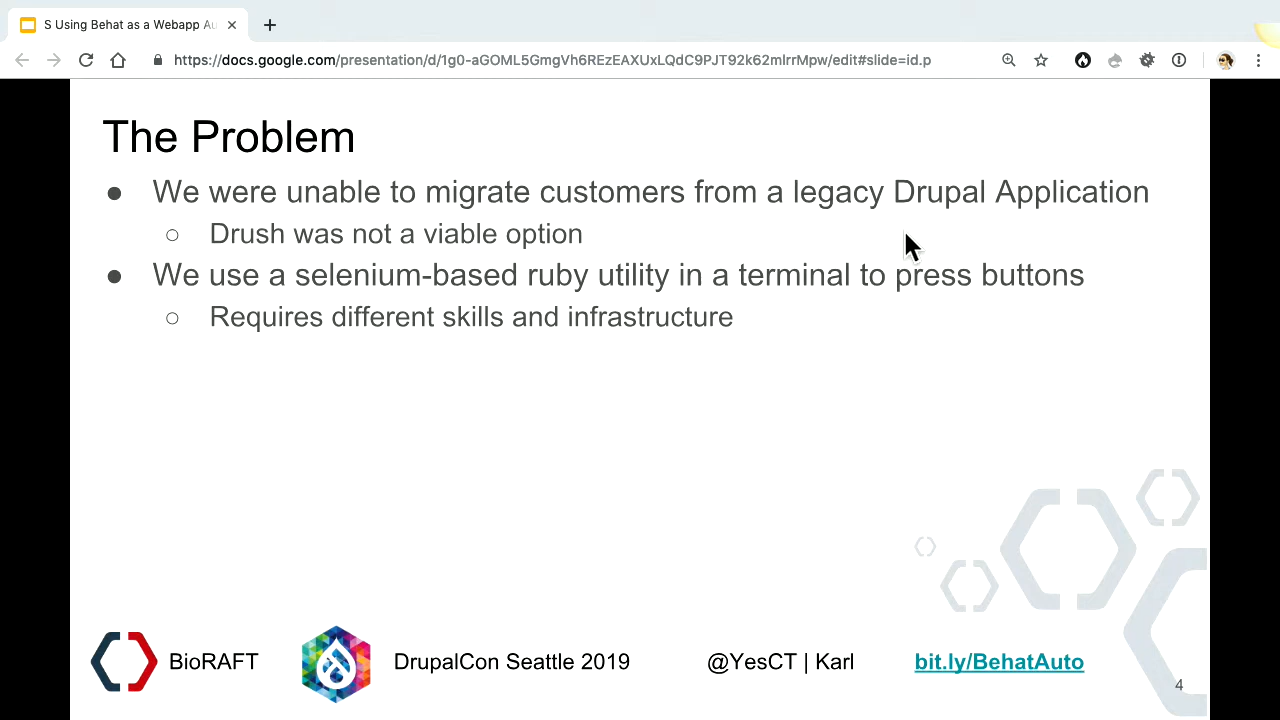 S Using Behat as a Webapp Au
https://docs.google.com/presentation/d/1g0-aGOML5GmgVh6REzEAXUxLQdC9PJT92k62mIrrMpw/edit#slide=id.p
The Problem
● We were unable to migrate customers from a legacy Drupal Application
○ Drush was not a viable option
● We use a selenium-based ruby utility in a terminal to press buttons
○ Requires different skills and infrastructure
BioRAFT DrupalCon Seattle 2019 @YesCT | Karl bit.ly/BehatAuto
4